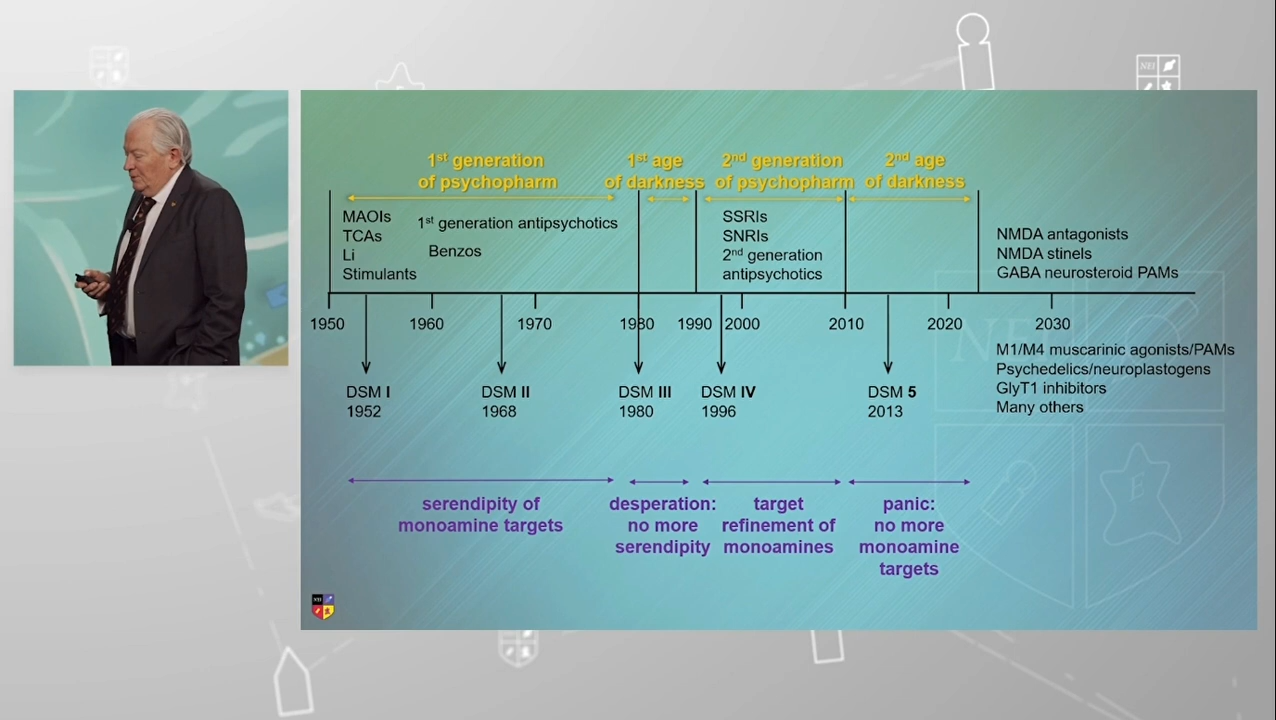 NEI
1st generation
of psychopharm
1st age
of darkness
2nd generation
of psychopharm
2nd age
of darkness
MAOIs
TCAs
Li
Stimulants
1st generation antipsychotics
Benzos
SSRIs
SNRIs
2nd generation
antipsychotics
NMDA antagonists
NMDA stinels
GABA neurosteroid PAMs
1950
1960
1970
1980
1990
2000
2010
2020
2030
DSM I
1952
DSM II
1968
DSM III
1980
DSM IV
1996
DSM 5
2013
M1/M4 muscarinic agonists/PAMs
Psychedelics/neuroplastogens
GlyT1 inhibitors
Many others
NEI
E
serendipity of
monoamine targets
desperation:
no more
serendipity
target
refinement of
monoamines
panic:
no more
monoamine
targets
NEI